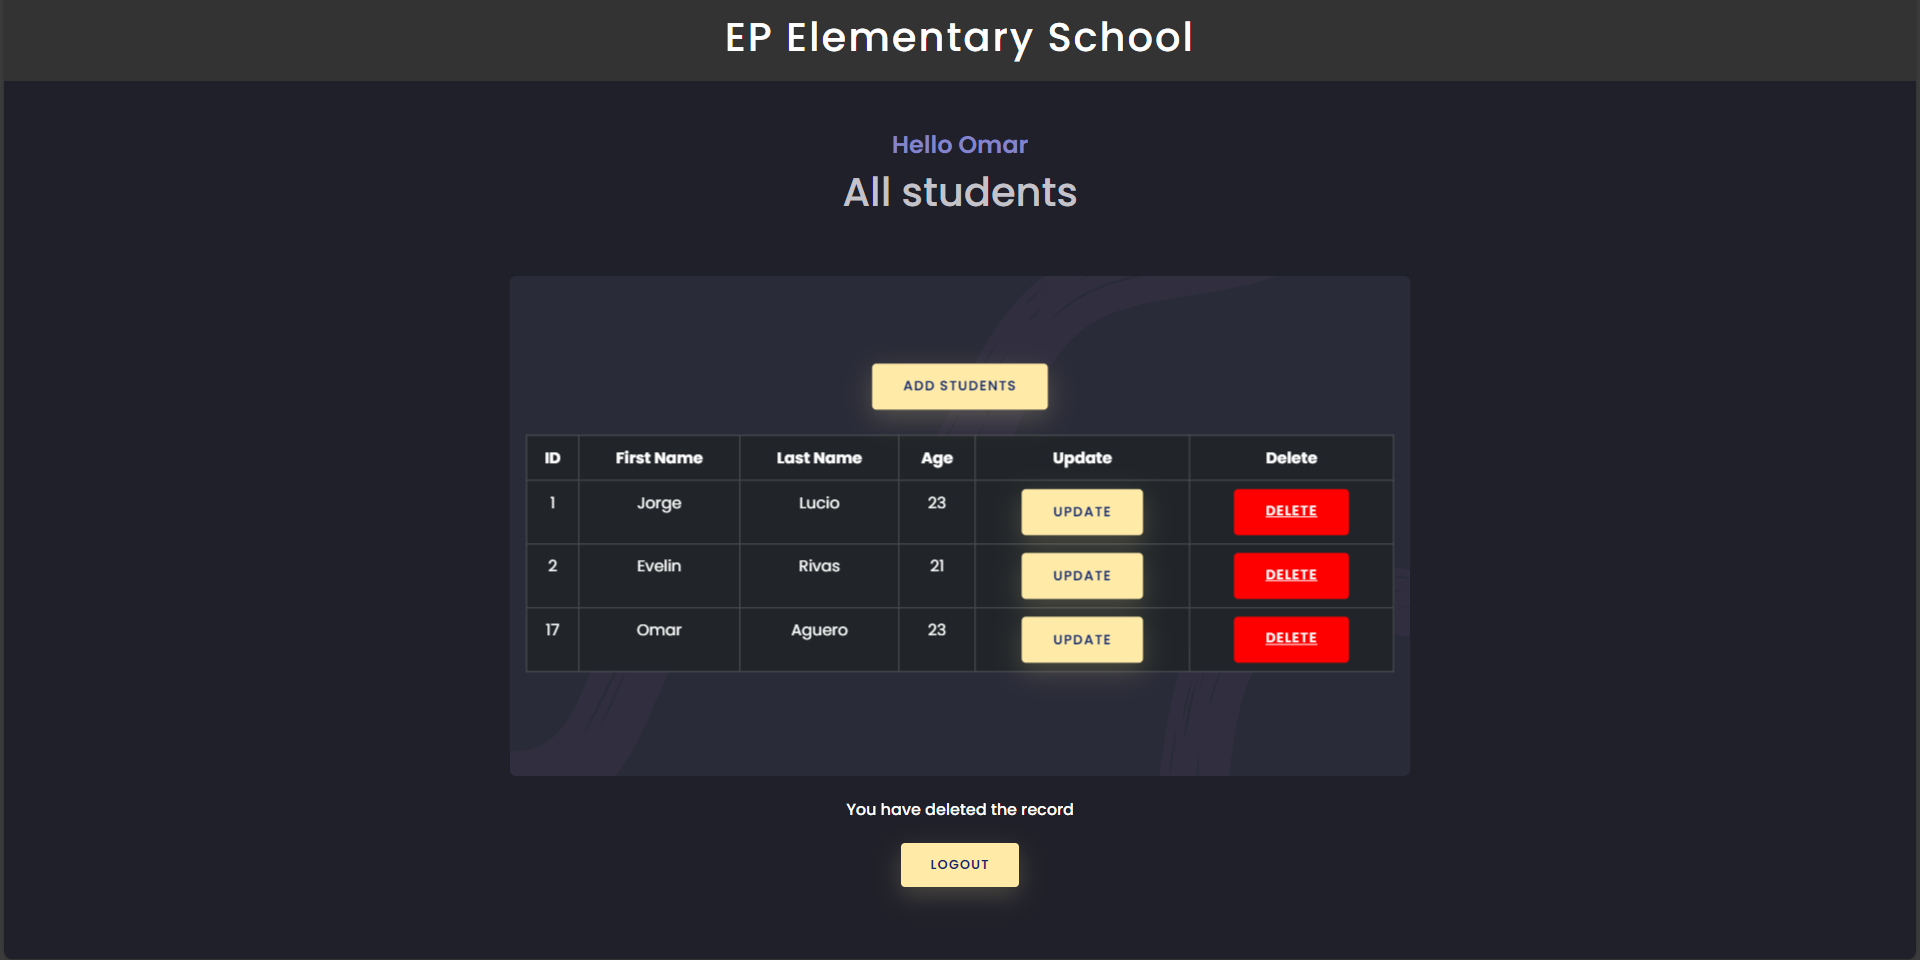 EP Elementary School
Hello Omar
All students
ADD STUDENTS
ID First Name Last Name Age Update Delete
1 Jorge Lucio 23 UPDATE DELETE
2 Evelin Rivas 21 UPDATE DELETE
17 Omar Aguero 23 UPDATE DELETE
You have deleted the record
LOGOUT